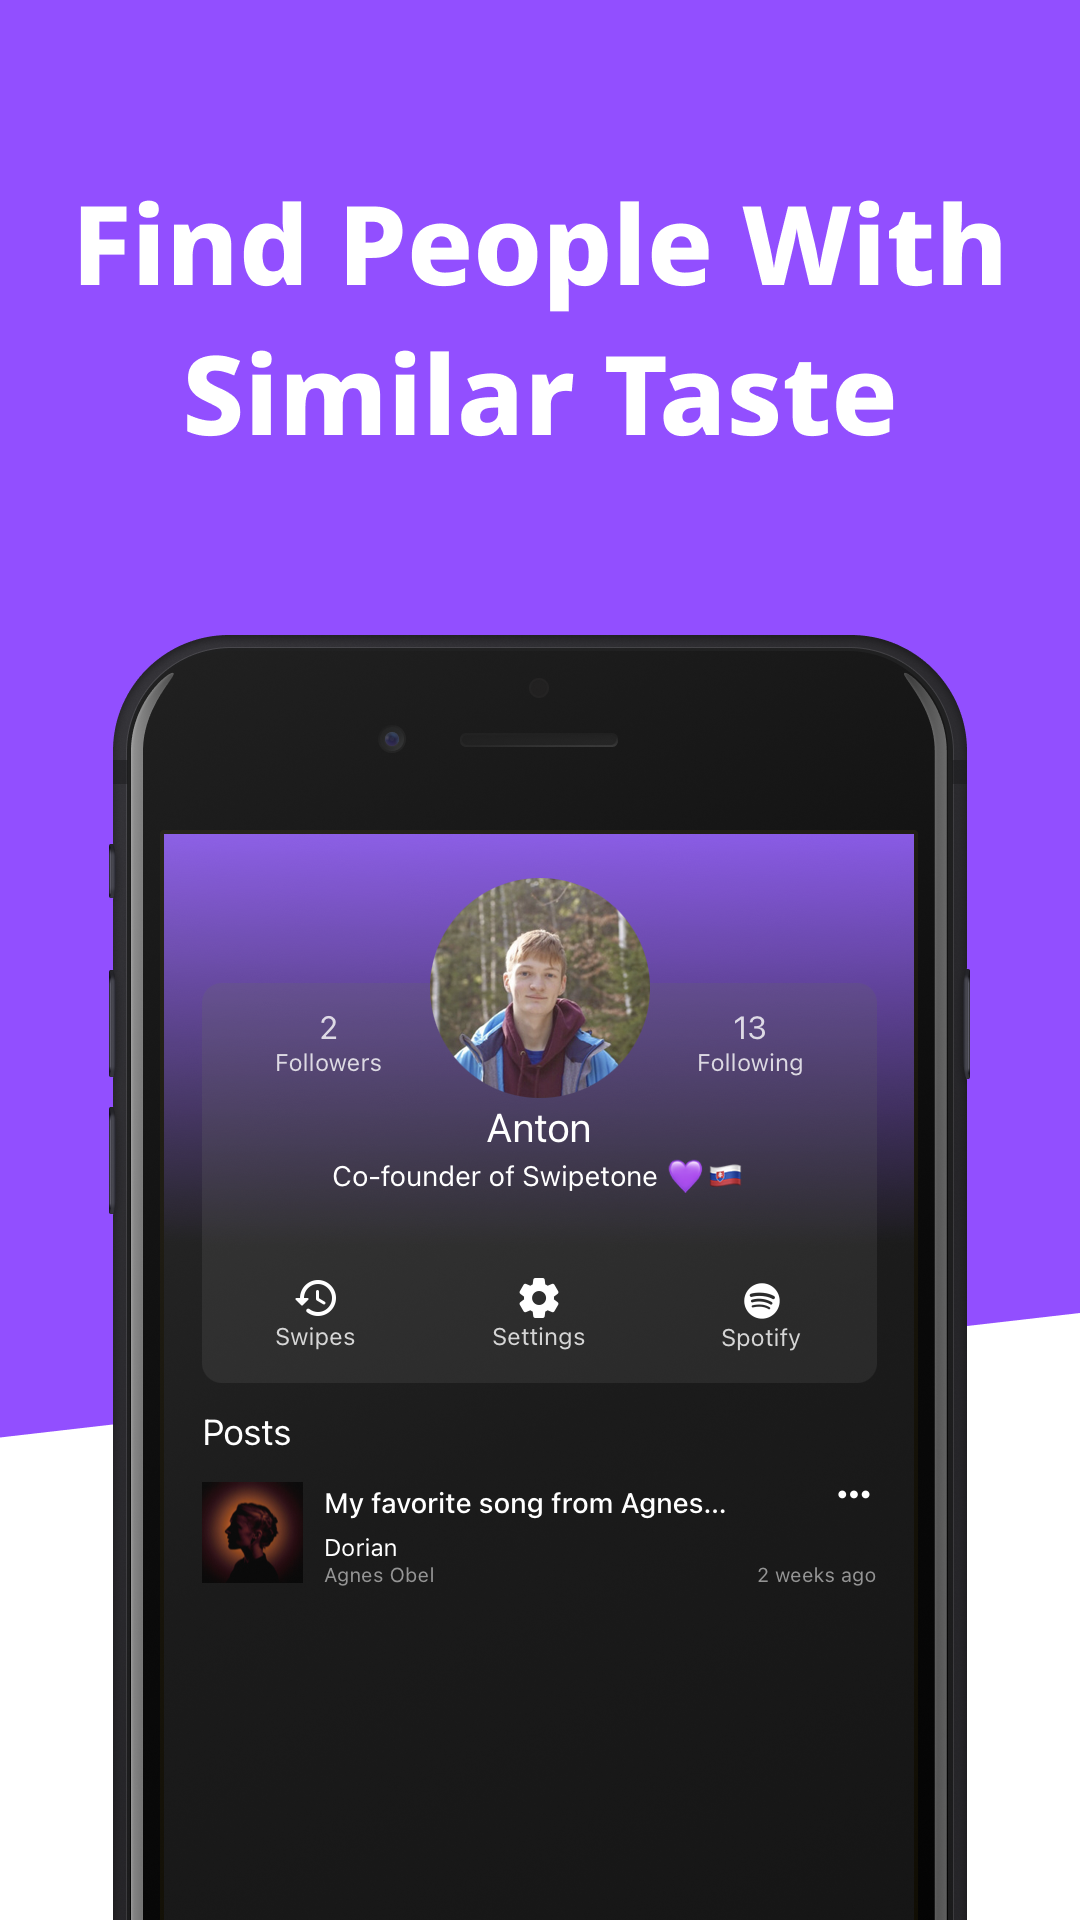 Find People With
Similar Taste
2
Followers
13
Following
Anton
Co-founder of Swipetone 💜🇸🇰
Swipes
Settings
Spotify
Posts
My favorite song from Agnes...
Dorian
Agnes Obel
2 weeks ago